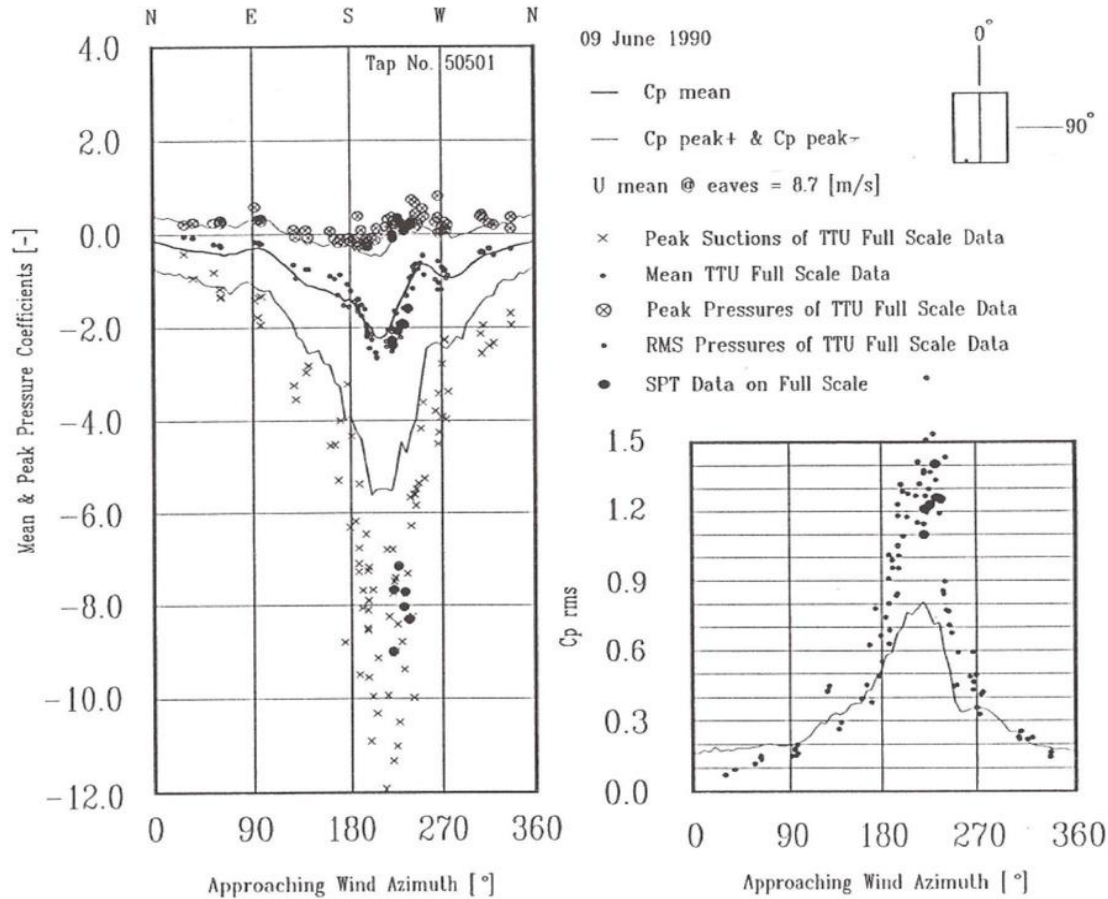 N E S W N
4.0
2.0
0.0
−2.0
−4.0
−6.0
−8.0
−10.0
−12.0
Mean & Peak Pressure Coefficients [-]
Tap No. 50501
0 90 180 270 360
Approaching Wind Azimuth [°]
09 June 1990
Cp mean
Cp peak+ & Cp peak-
U mean @ eaves = 8.7 [m/s]
Peak Suctions of TTU Full Scale Data
Mean TTU Full Scale Data
Peak Pressures of TTU Full Scale Data
RMS Pressures of TTU Full Scale Data
SPT Data on Full Scale
0°
90°
1.5
1.2
0.9
0.6
0.3
0.0
Cp rms
0 90 180 270 360
Approaching Wind Azimuth [°]